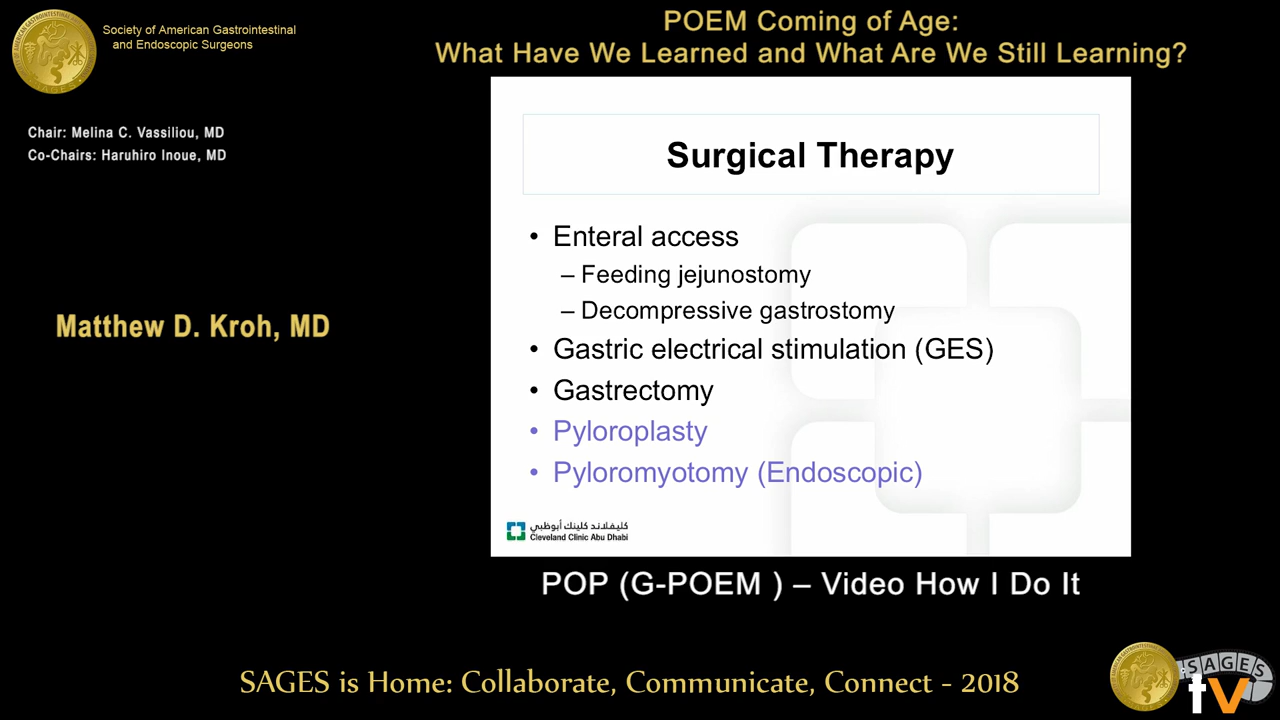 Society of American Gastrointestinal
and Endoscopic Surgeons
POEM Coming of Age:
What Have We Learned and What Are We Still Learning?
Chair: Melina C. Vassiliou, MD
Co-Chairs: Haruhiro Inoue, MD
Matthew D. Kroh, MD
Surgical Therapy
• Enteral access
– Feeding jejunostomy
– Decompressive gastrostomy
• Gastric electrical stimulation (GES)
• Gastrectomy
• Pyloroplasty
• Pyloromyotomy (Endoscopic)
كليفلاند كلينك أبوظبي
Cleveland Clinic Abu Dhabi
POP (G-POEM ) – Video How I Do It
SAGES is Home: Collaborate, Communicate, Connect - 2018
SAGES
tv